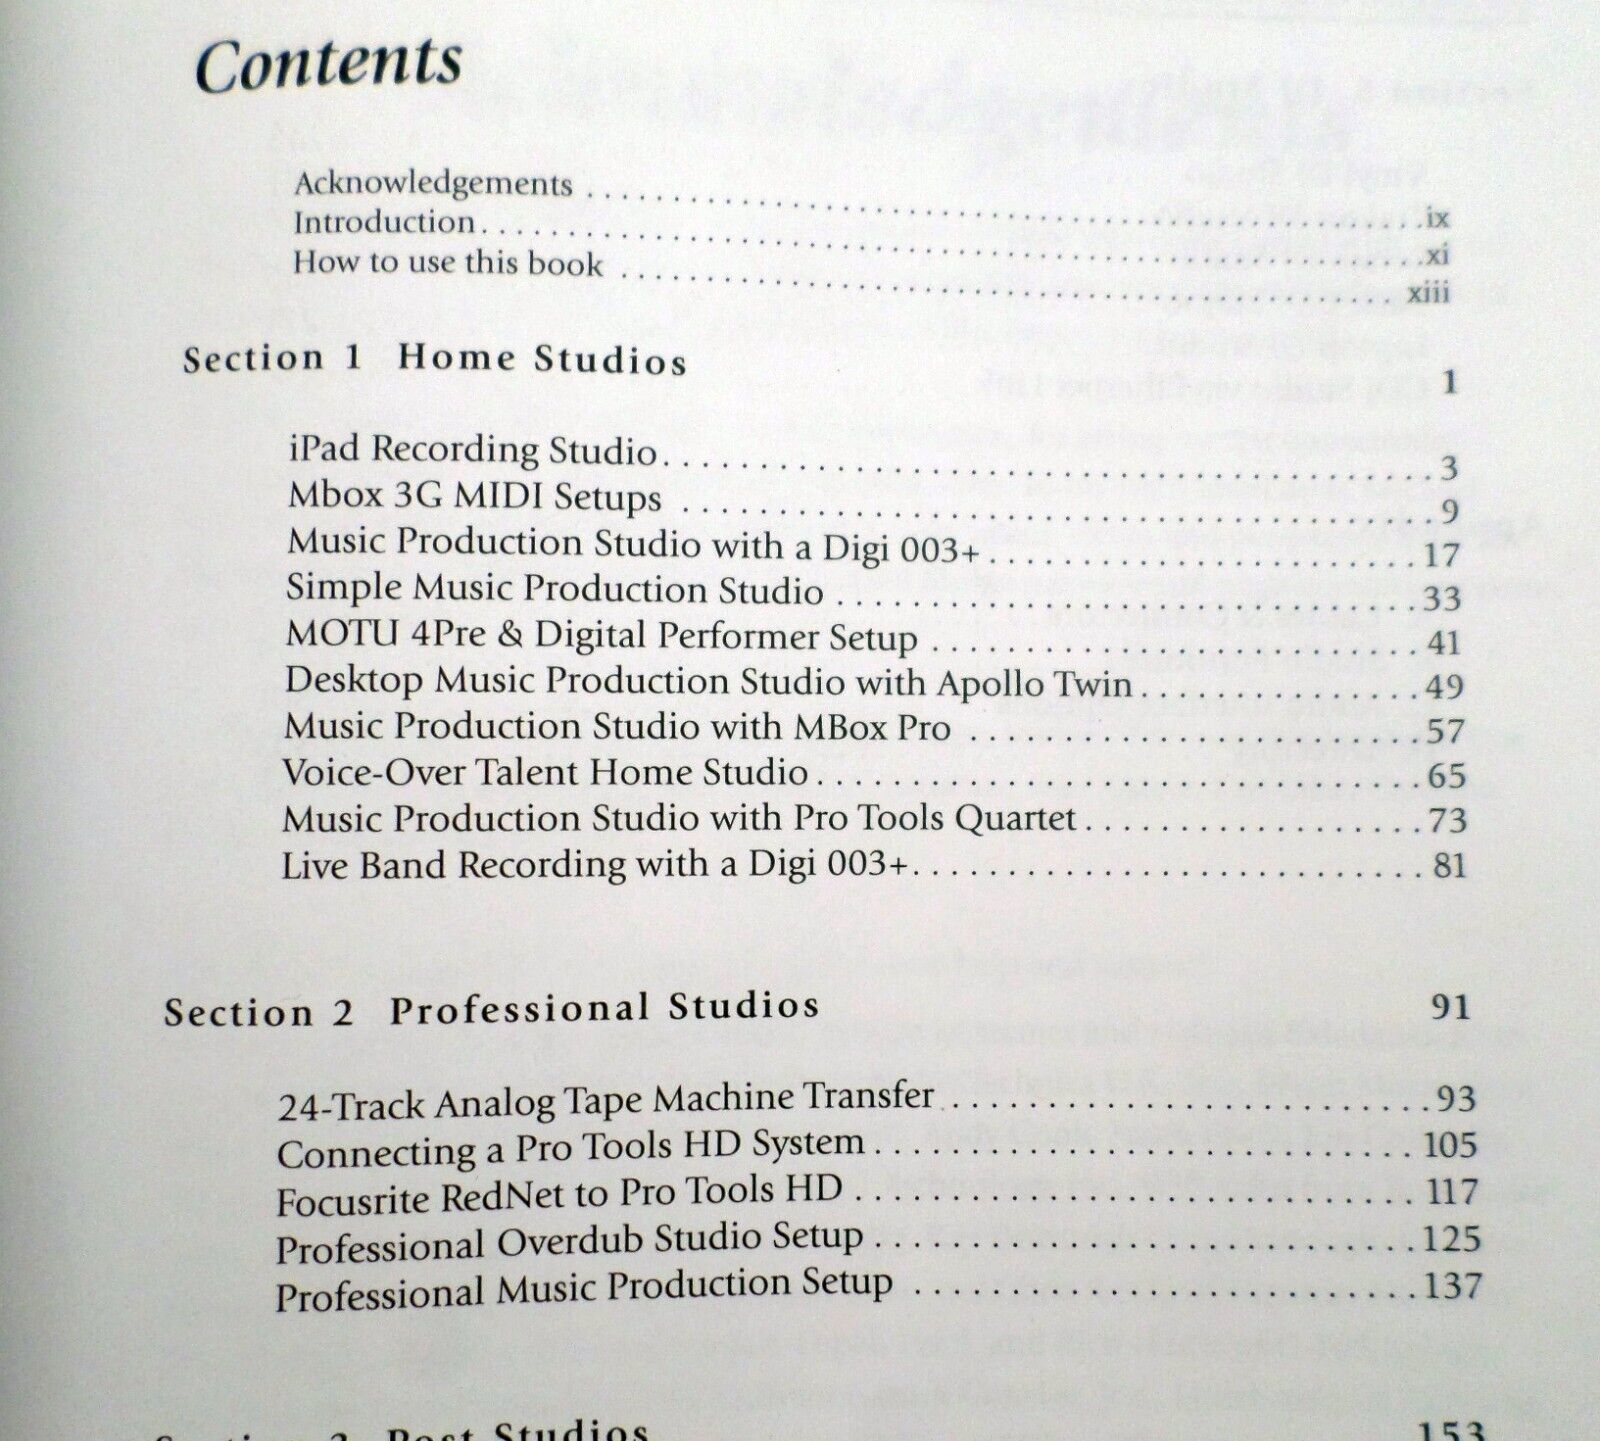 Contents
Acknowledgements . . . . . . . . . . . . . . . . . . . . . . . . . . . . . . . . . . . . . . . . ix
Introduction . . . . . . . . . . . . . . . . . . . . . . . . . . . . . . . . . . . . . . . . xi
How to use this book . . . . . . . . . . . . . . . . . . . . . . . . . . . . . . . . . . . . . . . . xiii
Section 1 Home Studios 1
iPad Recording Studio . . . . . . . . . . . . . . . . . . . . . . . . . . . . . . . . . . . . . . . . 3
Mbox 3G MIDI Setups . . . . . . . . . . . . . . . . . . . . . . . . . . . . . . . . . . . . . . . . 9
Music Production Studio with a Digi 003+ . . . . . . . . . . . . . . . . . . . . . . . 17
Simple Music Production Studio . . . . . . . . . . . . . . . . . . . . . . . . . . . . . . . 33
MOTU 4Pre & Digital Performer Setup . . . . . . . . . . . . . . . . . . . . . . . . . . 41
Desktop Music Production Studio with Apollo Twin . . . . . . . . . . . . . . . 49
Music Production Studio with MBox Pro . . . . . . . . . . . . . . . . . . . . . . . . 57
Voice-Over Talent Home Studio . . . . . . . . . . . . . . . . . . . . . . . . . . . . . . . . 65
Music Production Studio with Pro Tools Quartet . . . . . . . . . . . . . . . . . . 73
Live Band Recording with a Digi 003+ . . . . . . . . . . . . . . . . . . . . . . . . . . . 81
Section 2 Professional Studios 91
24-Track Analog Tape Machine Transfer . . . . . . . . . . . . . . . . . . . . . . . . . . 93
Connecting a Pro Tools HD System . . . . . . . . . . . . . . . . . . . . . . . . . . . . . 105
Focusrite RedNet to Pro Tools HD . . . . . . . . . . . . . . . . . . . . . . . . . . . . . . 117
Professional Overdub Studio Setup . . . . . . . . . . . . . . . . . . . . . . . . . . . . . 125
Professional Music Production Setup . . . . . . . . . . . . . . . . . . . . . . . . . . . 137
Section 3 Post Studios 153